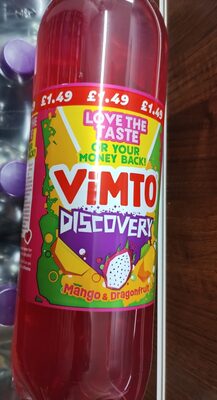 £1.49 £1.49 £1.49
LOVE THE
TASTE
OR YOUR
MONEY BACK!
ViMTO
DISCOVERY
Mango & Dragonfruit